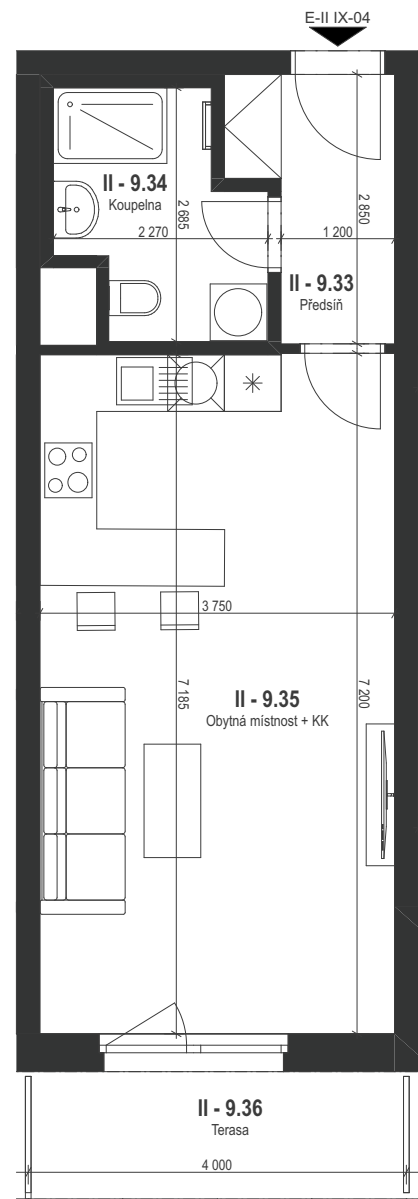 E-II IX-04
II - 9.34
Koupelna
2 685
2 270
2 850
1 200
II - 9.33
Předsíň
3 750
7 185
7 200
II - 9.35
Obytná místnost + KK
II - 9.36
Terasa
4 000